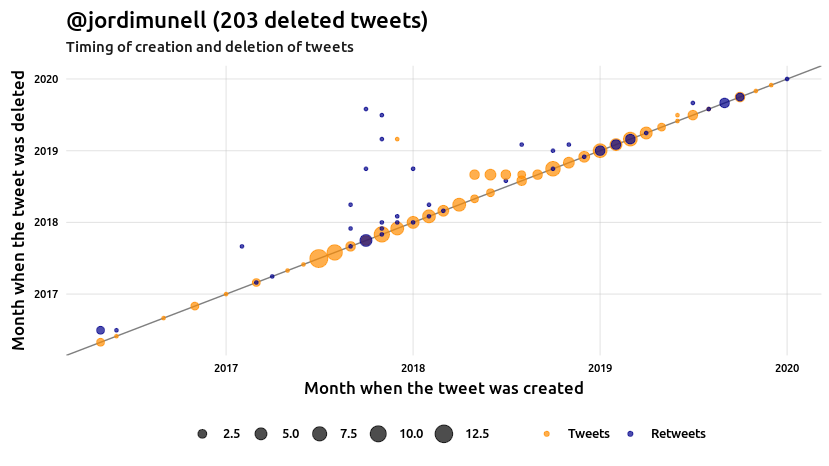 @jordimunell (203 deleted tweets)
Timing of creation and deletion of tweets
Month when the tweet was deleted
2020
2019
2018
2017
2017 2018 2019 2020
Month when the tweet was created
2.5 5.0 7.5 10.0 12.5 Tweets Retweets